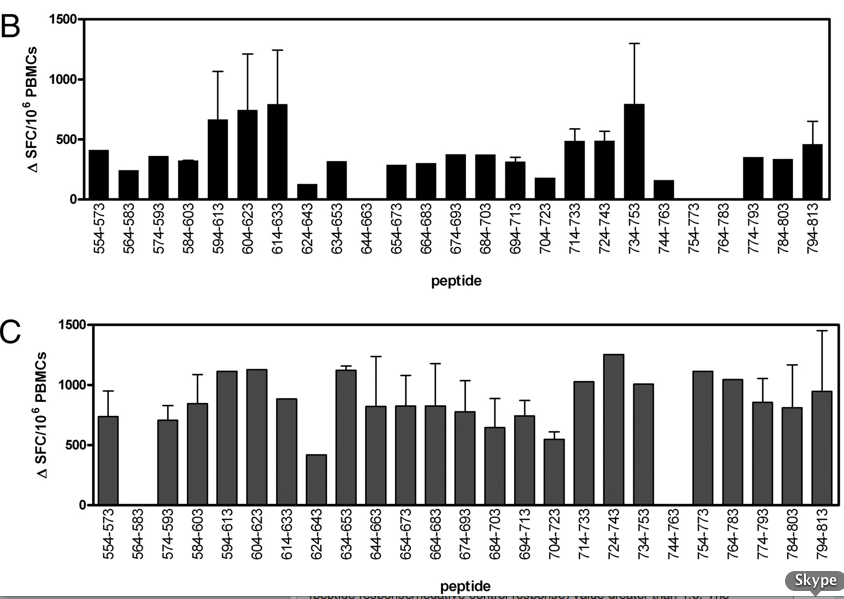 B
Δ SFC/10⁶ PBMCs
1500
1000
500
0
554-573 564-583 574-593 584-603 594-613 604-623 614-633 624-643 634-653 644-663 654-673 664-683 674-693 684-703 694-713 704-723 714-733 724-743 734-753 744-763 754-773 764-783 774-793 784-803 794-813
peptide
C
Δ SFC/10⁶ PBMCs
1500
1000
500
0
554-573 564-583 574-593 584-603 594-613 604-623 614-633 624-643 634-653 644-663 654-673 664-683 674-693 684-703 694-713 704-723 714-733 724-743 734-753 744-763 754-773 764-783 774-793 784-803 794-813
peptide
Skype